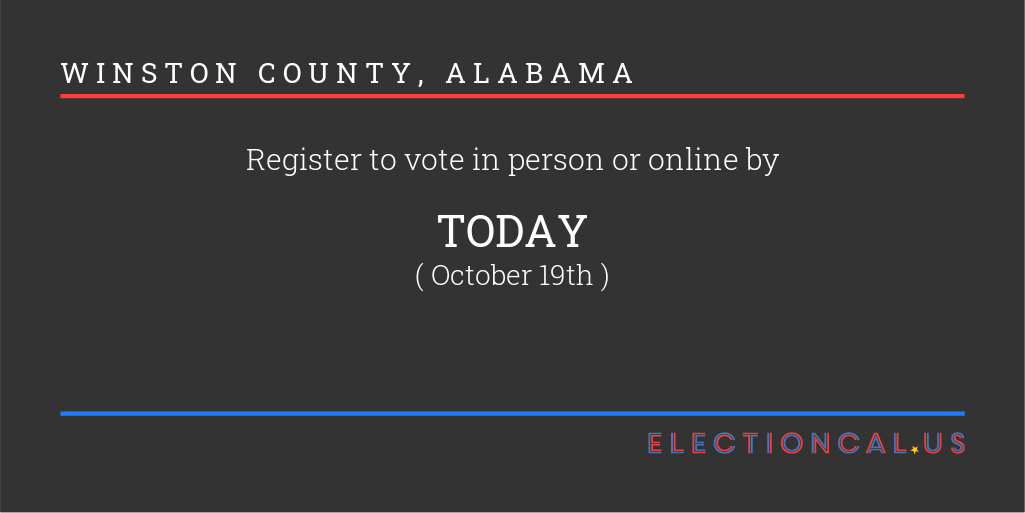 WINSTON COUNTY, ALABAMA
Register to vote in person or online by
TODAY
( October 19th )
ELECTIONCAL.US